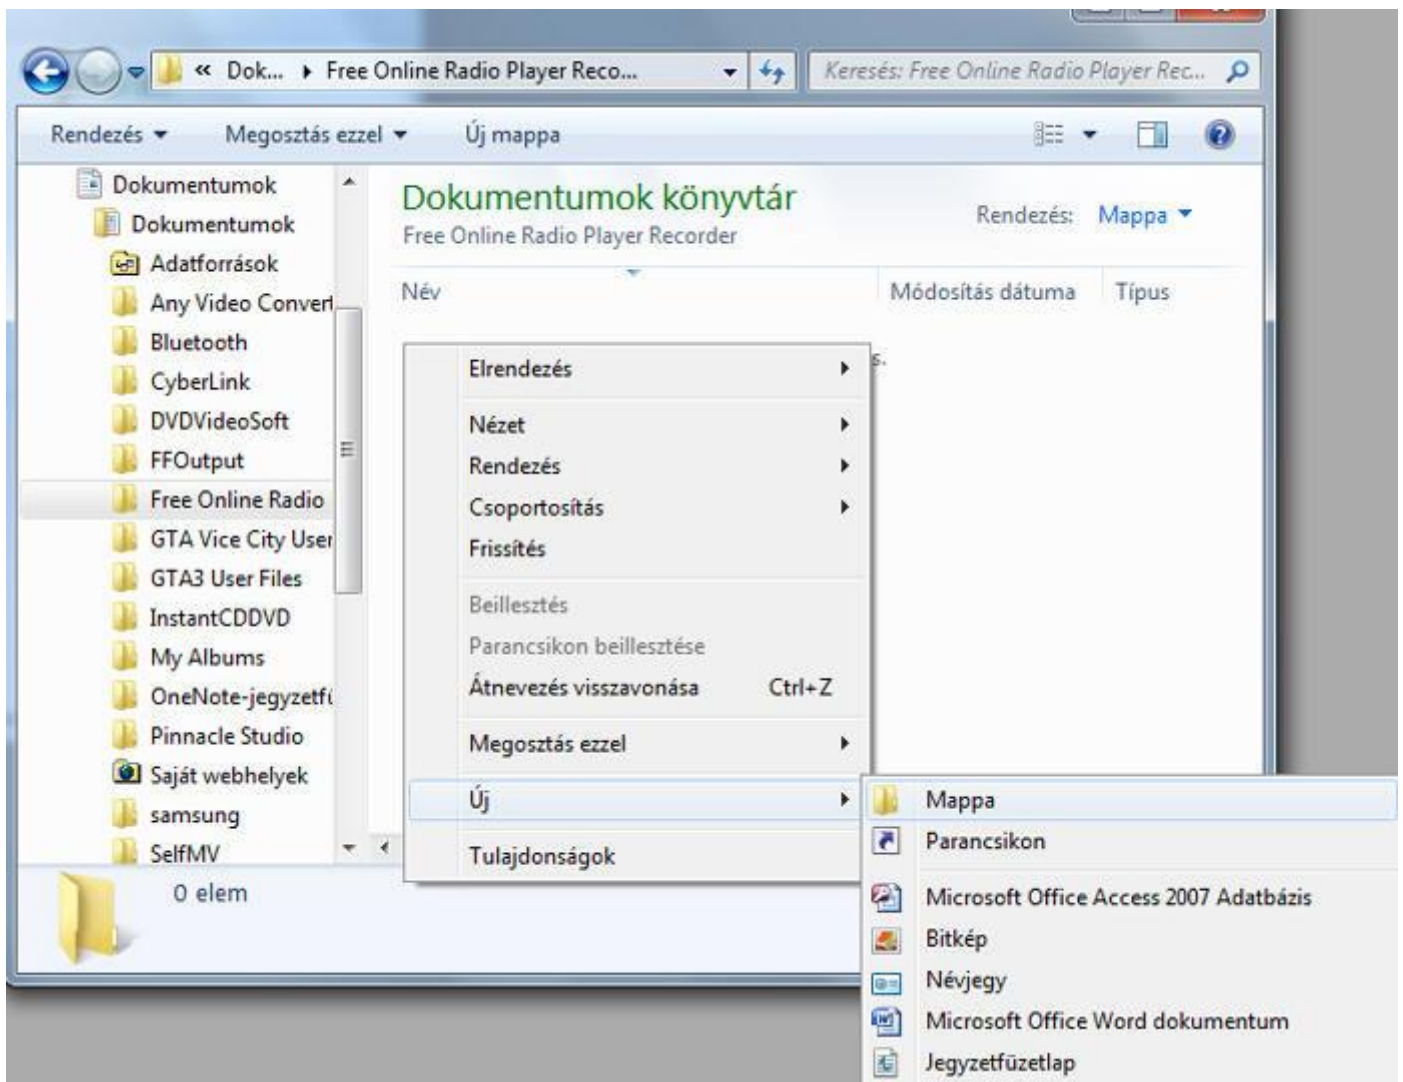 « Dok... ▸ Free Online Radio Player Reco...
Keresés: Free Online Radio Player Rec...
Rendezés Megosztás ezzel Új mappa
Dokumentumok
Dokumentumok
Adatforrások
Any Video Convert
Bluetooth
CyberLink
DVDVideoSoft
FFOutput
Free Online Radio
GTA Vice City User
GTA3 User Files
InstantCDDVD
My Albums
OneNote-jegyzetfü
Pinnacle Studio
Saját webhelyek
samsung
SelfMV
Dokumentumok könyvtár
Free Online Radio Player Recorder
Rendezés: Mappa
Név Módosítás dátuma Típus
s.
Elrendezés
Nézet
Rendezés
Csoportosítás
Frissítés
Beillesztés
Parancsikon beillesztése
Átnevezés visszavonása Ctrl+Z
Megosztás ezzel
Új
Tulajdonságok
Mappa
Parancsikon
Microsoft Office Access 2007 Adatbázis
Bitkép
Névjegy
Microsoft Office Word dokumentum
Jegyzetfüzetlap
0 elem